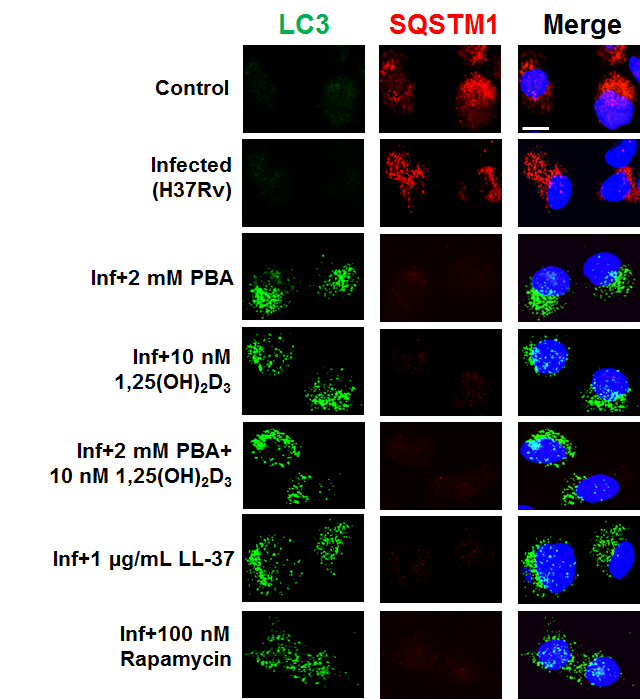 LC3 SQSTM1 Merge
Control
Infected
(H37Rv)
Inf+2 mM PBA
Inf+10 nM
1,25(OH)₂D₃
Inf+2 mM PBA+
10 nM 1,25(OH)₂D₃
Inf+1 µg/mL LL-37
Inf+100 nM
Rapamycin